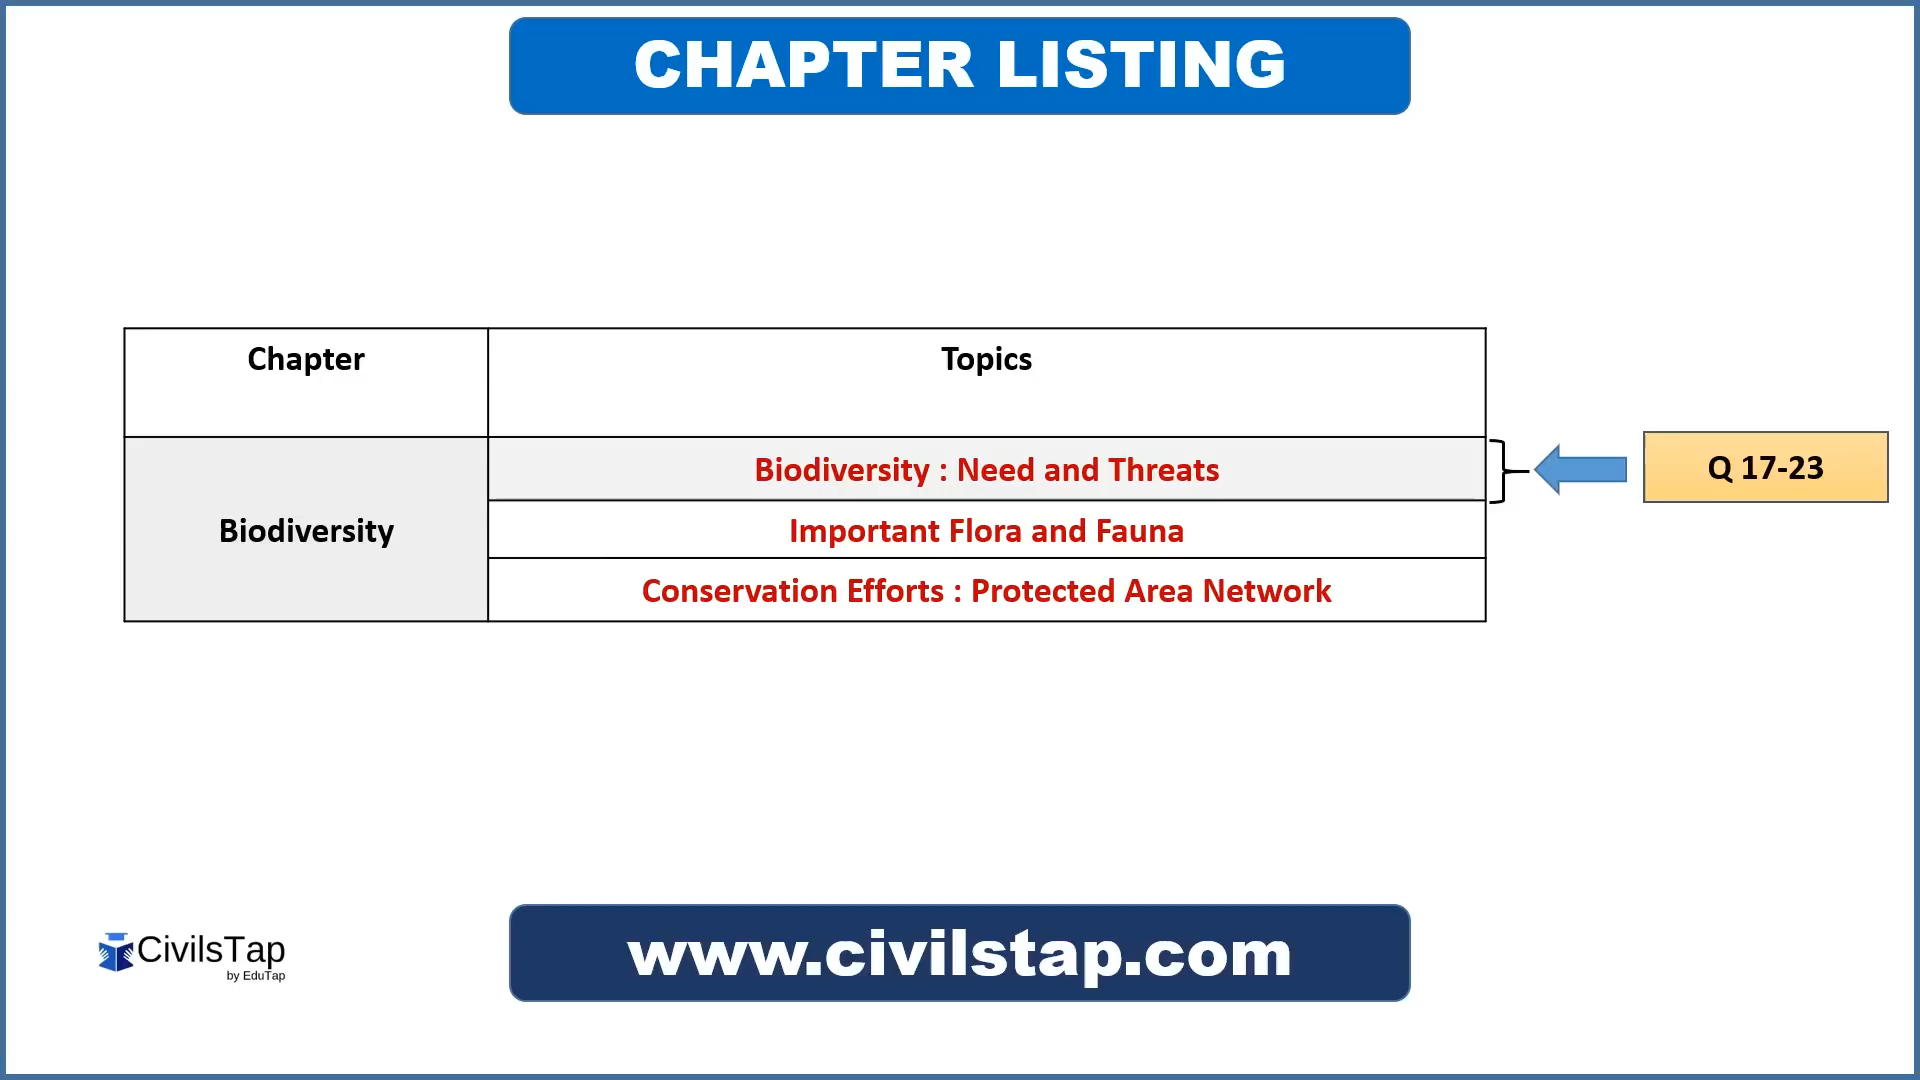 CHAPTER LISTING
Chapter
Topics
Biodiversity
Biodiversity : Need and Threats
Important Flora and Fauna
Conservation Efforts : Protected Area Network
Q 17-23
CivilsTap
by EduTap
www.civilstap.com